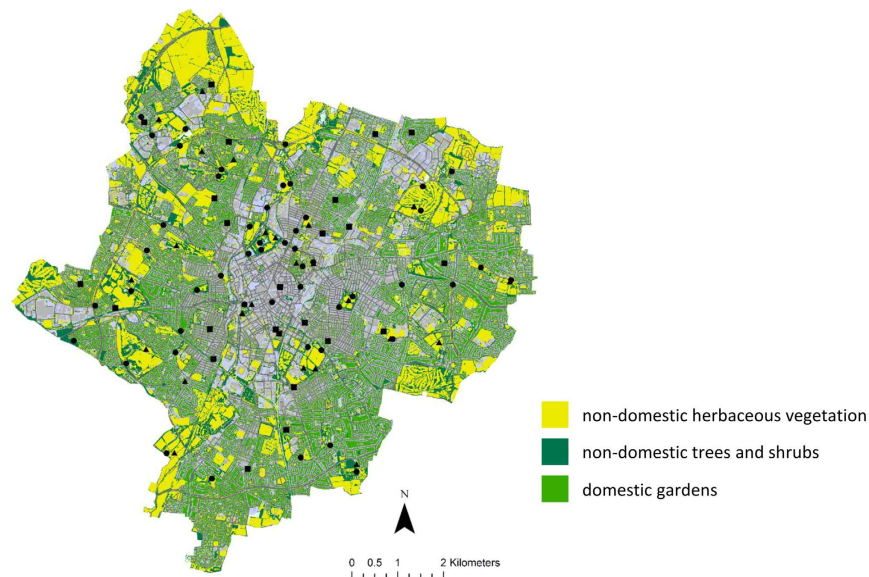 non-domestic herbaceous vegetation
non-domestic trees and shrubs
domestic gardens
N
0 0.5 1 2 Kilometers